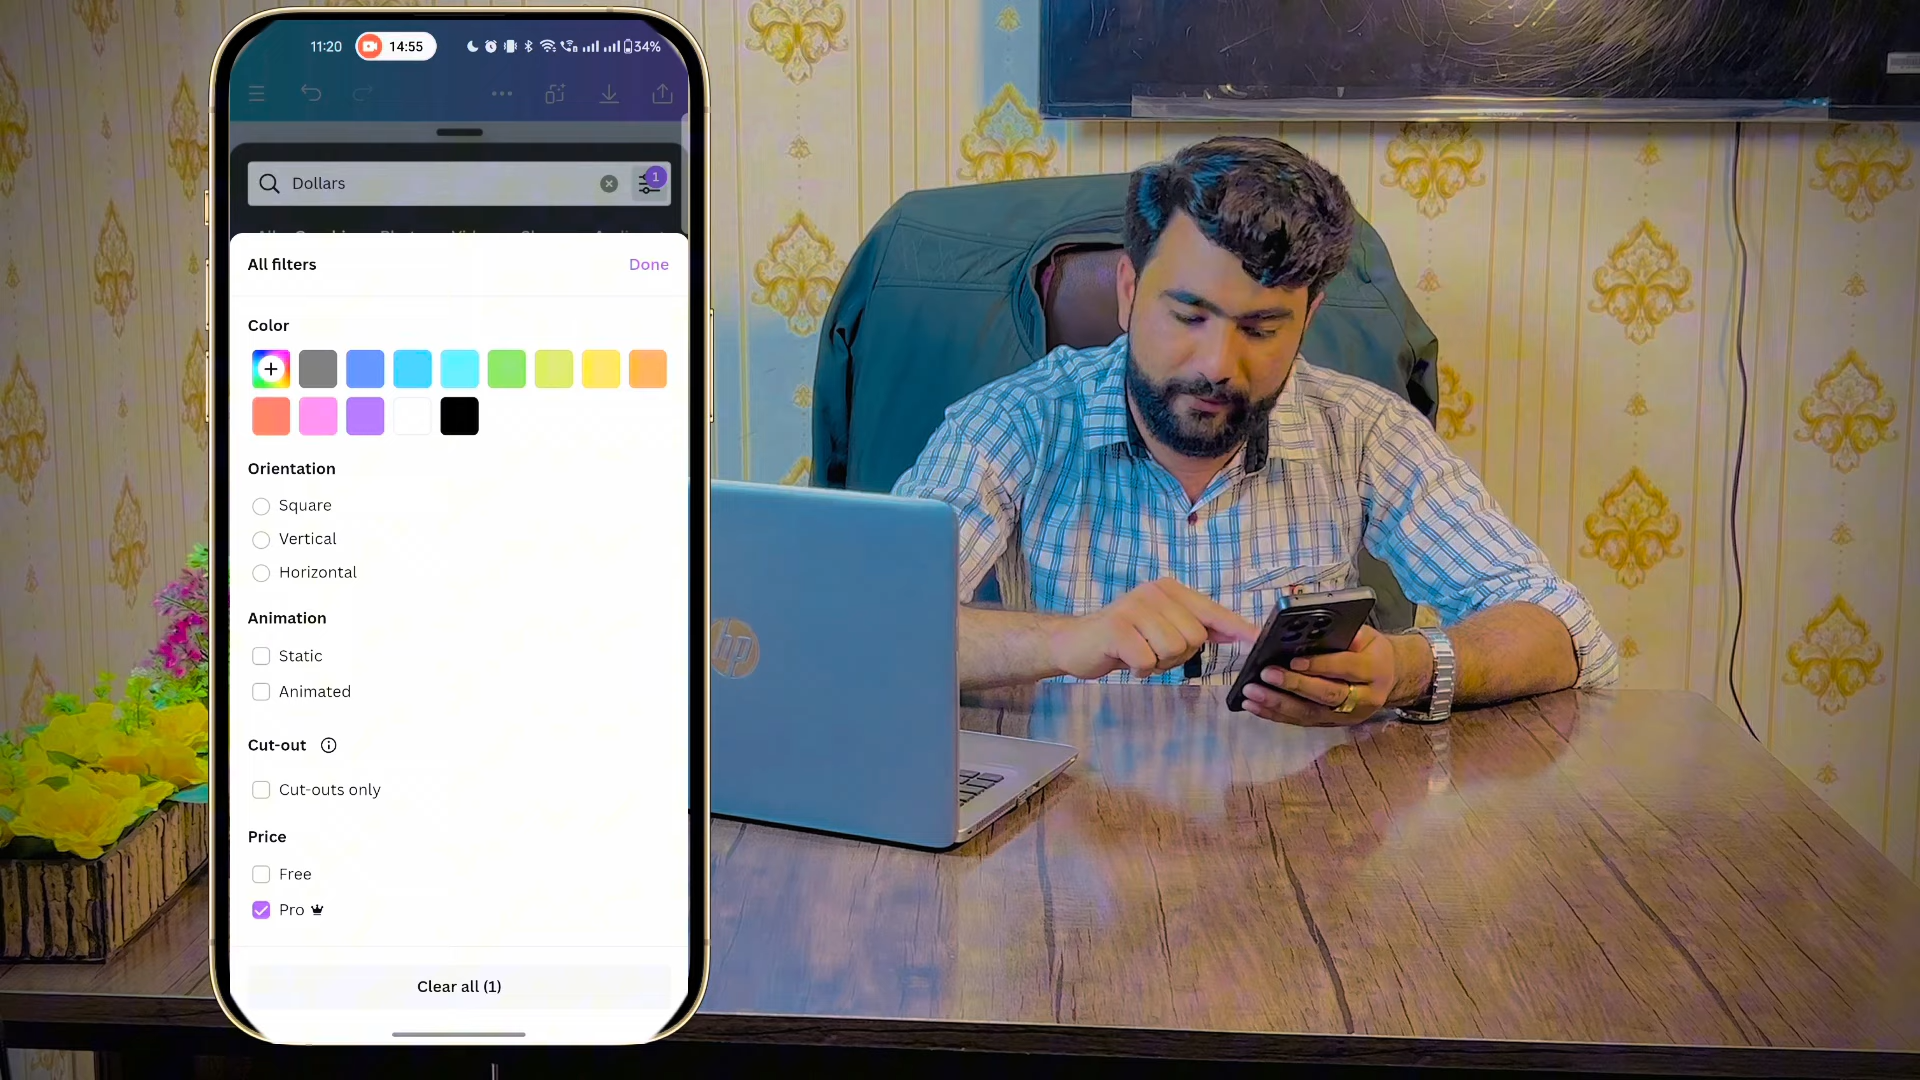 11:20 14:55 34%
Dollars 1
All filters Done
Color
Orientation
Square
Vertical
Horizontal
Animation
Static
Animated
Cut-out
Cut-outs only
Price
Free
Pro
Clear all (1)
hp